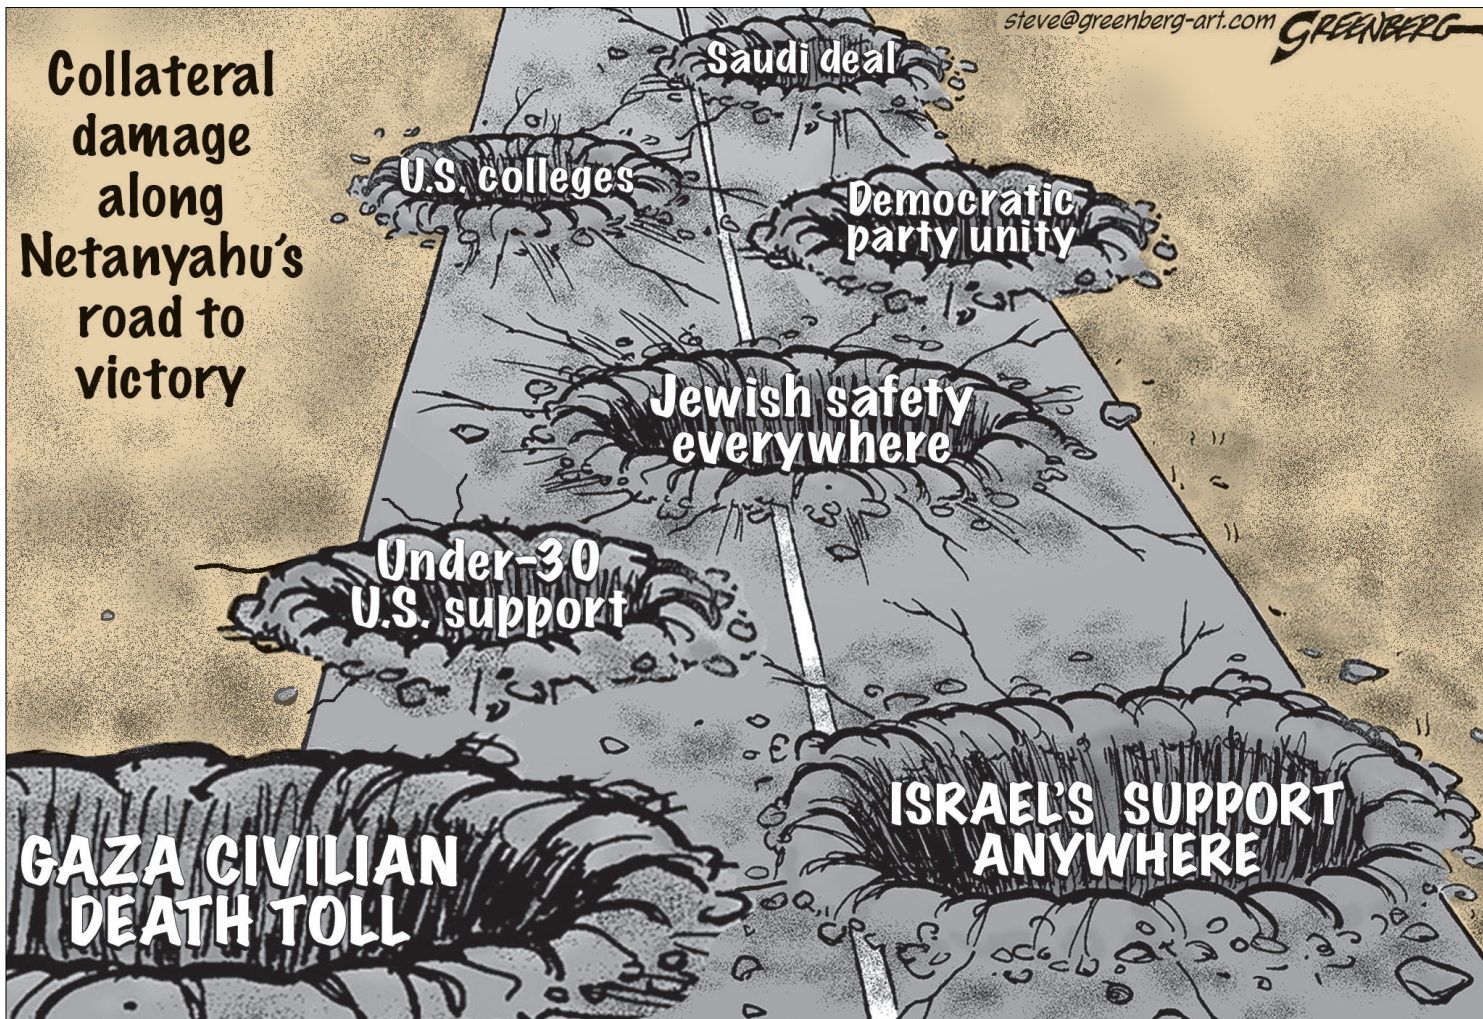 steve@greenberg-art.com GREENBERG
Collateral
damage
along
Netanyahu's
road to
victory
Saudi deal
U.S. colleges
Democratic
party unity
Jewish safety
everywhere
Under-30
U.S. support
ISRAEL'S SUPPORT
ANYWHERE
GAZA CIVILIAN
DEATH TOLL